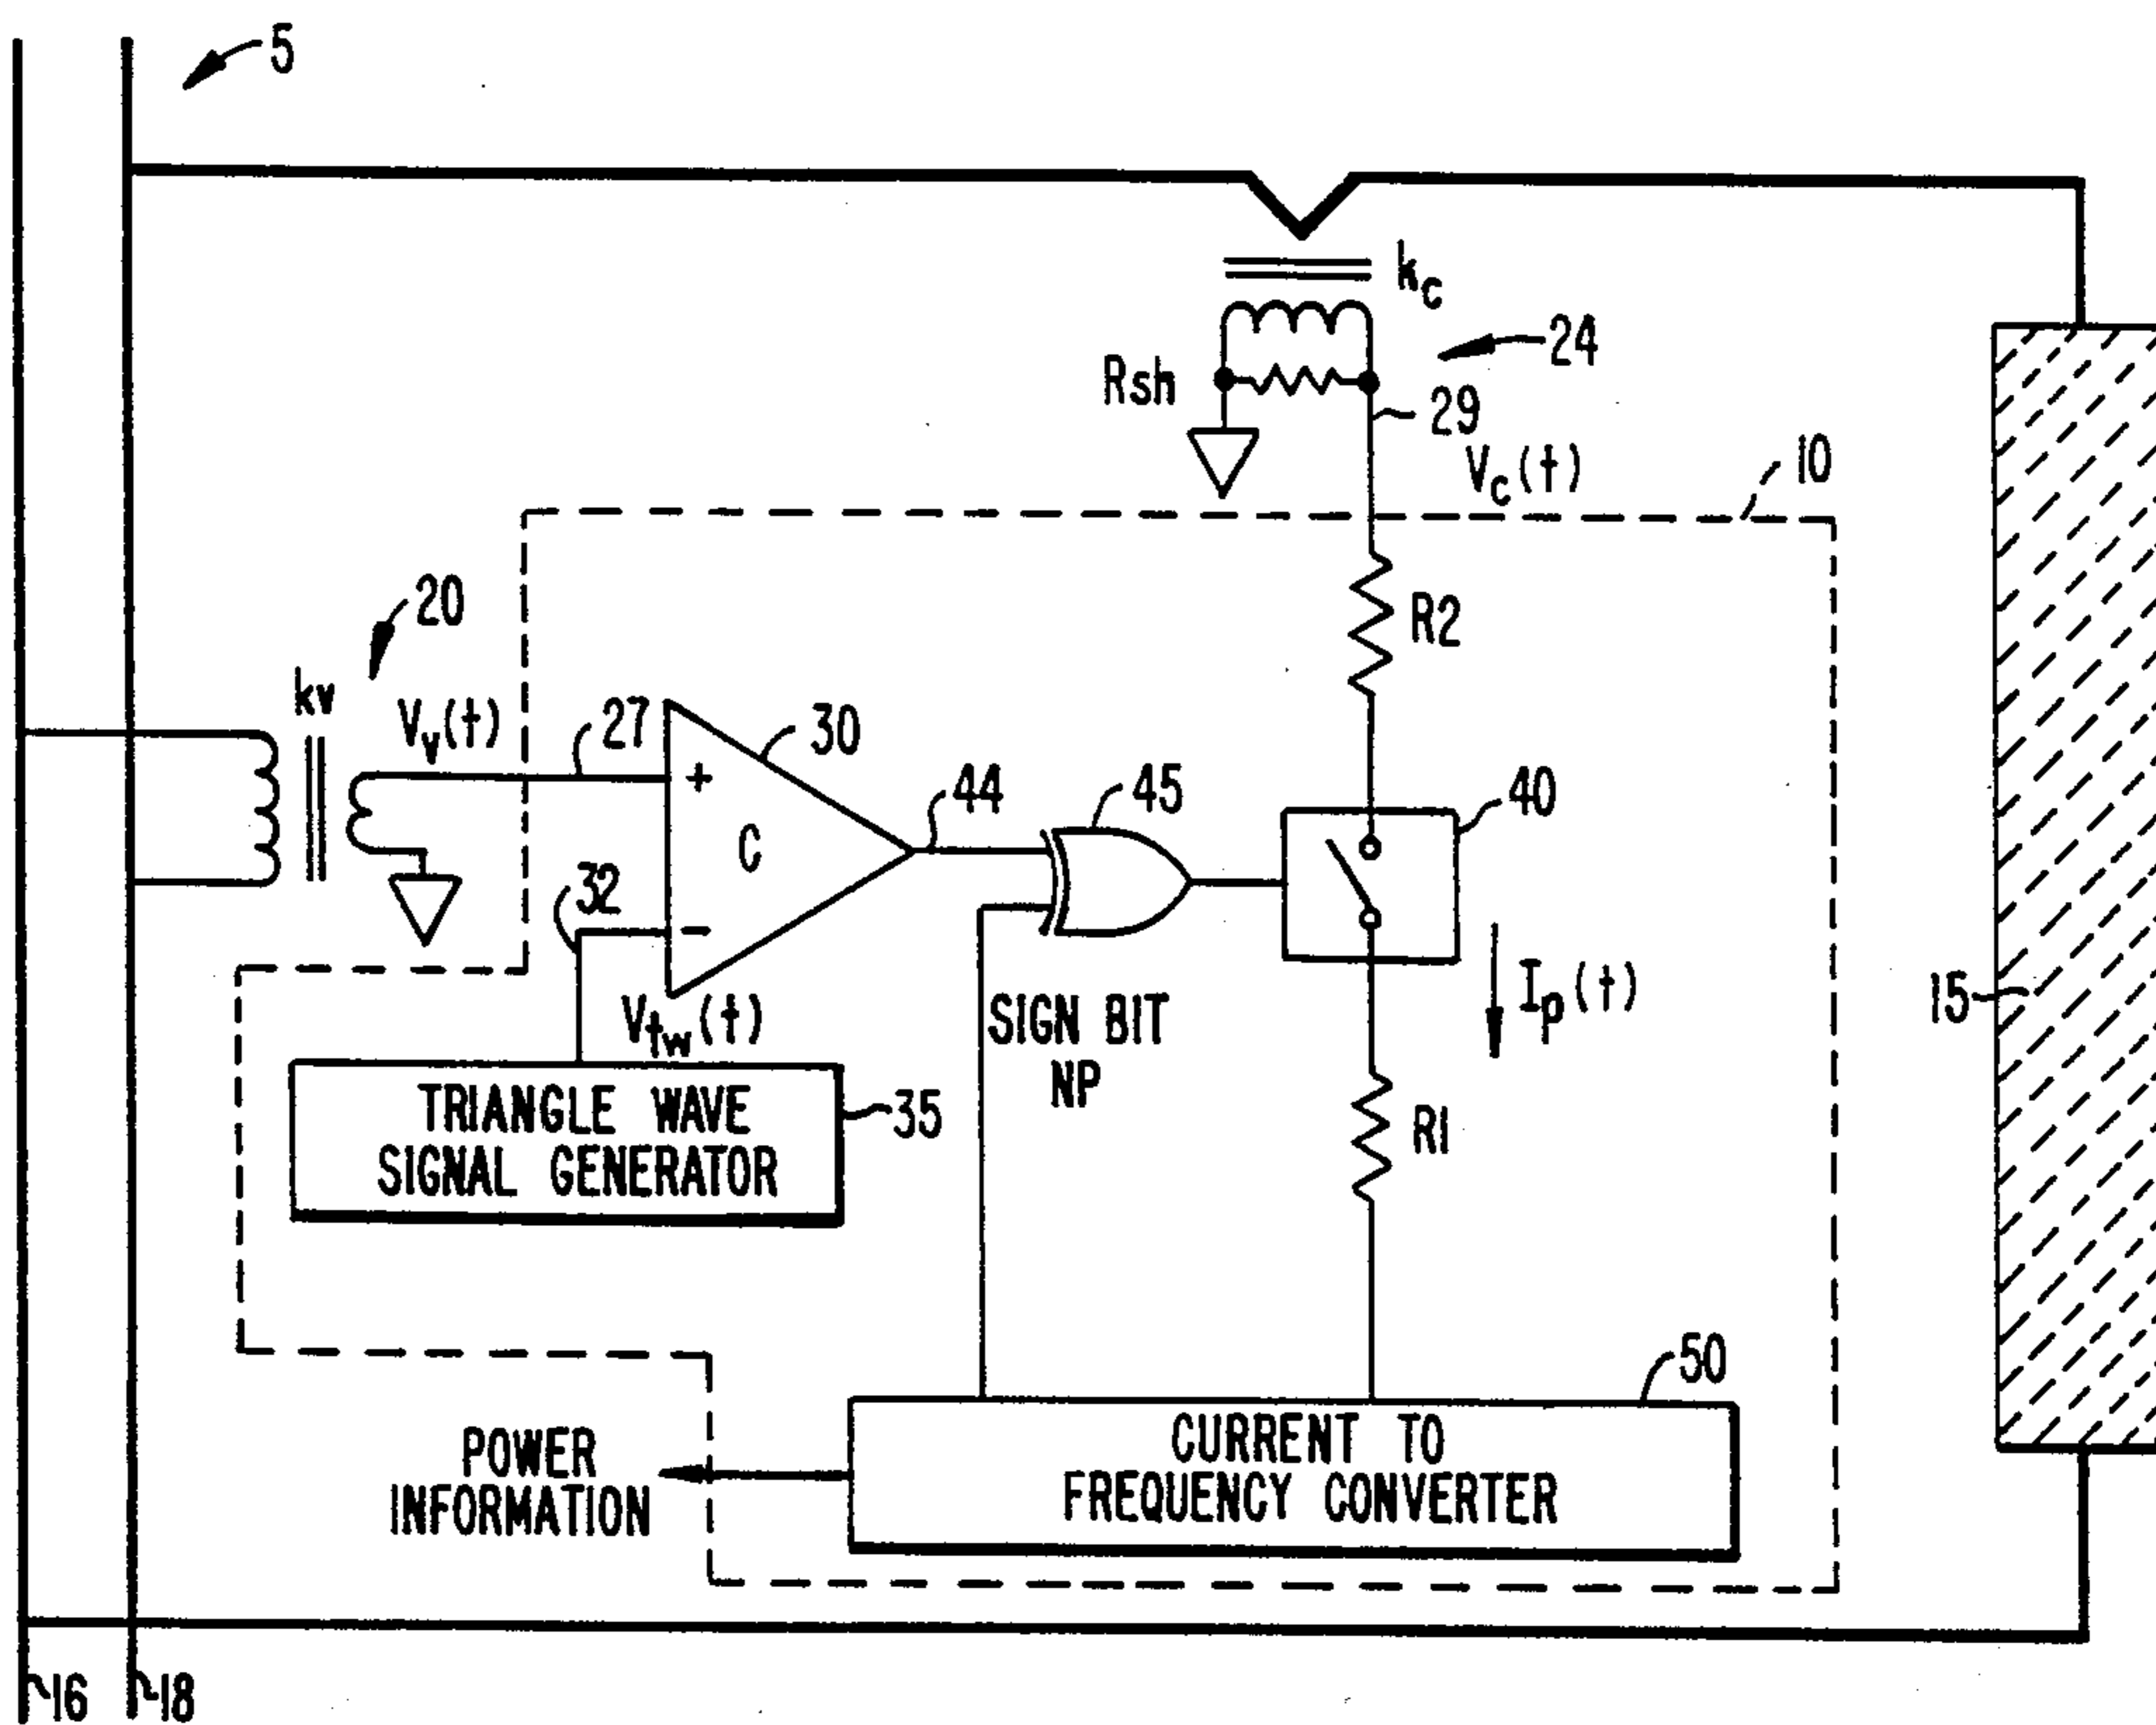 5
kc
24
Rsh
29
Vc(t)
10
20
R2
kv
Vv(t)
27
30
44
45
40
+
C
32
-
Vtw(t)
SIGN BIT
NP
Ip(t)
15
TRIANGLE WAVE
SIGNAL GENERATOR
35
R1
50
POWER
INFORMATION
CURRENT TO
FREQUENCY CONVERTER
16
18